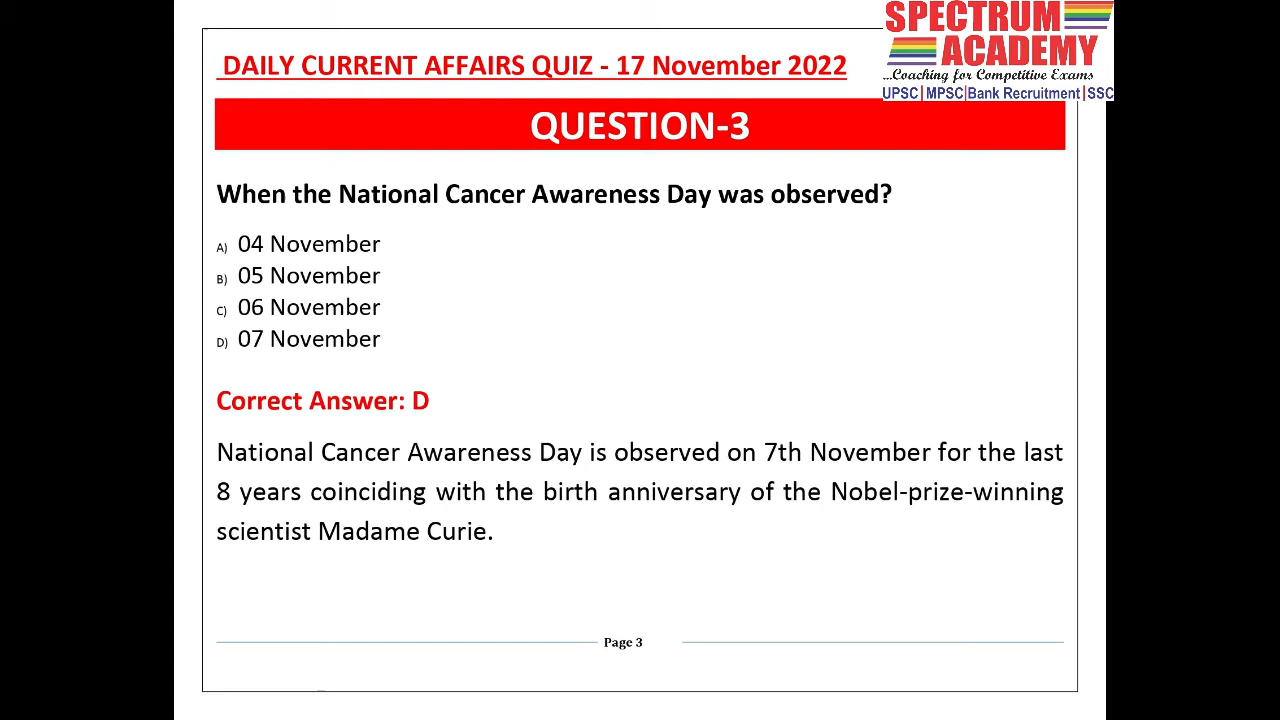 SPECTRUM
ACADEMY
...Coaching for Competitive Exams
UPSC|MPSC|Bank Recruitment|SSC
DAILY CURRENT AFFAIRS QUIZ - 17 November 2022
QUESTION-3
When the National Cancer Awareness Day was observed?
A) 04 November
B) 05 November
C) 06 November
D) 07 November
Correct Answer: D
National Cancer Awareness Day is observed on 7th November for the last
8 years coinciding with the birth anniversary of the Nobel-prize-winning
scientist Madame Curie.
Page 3